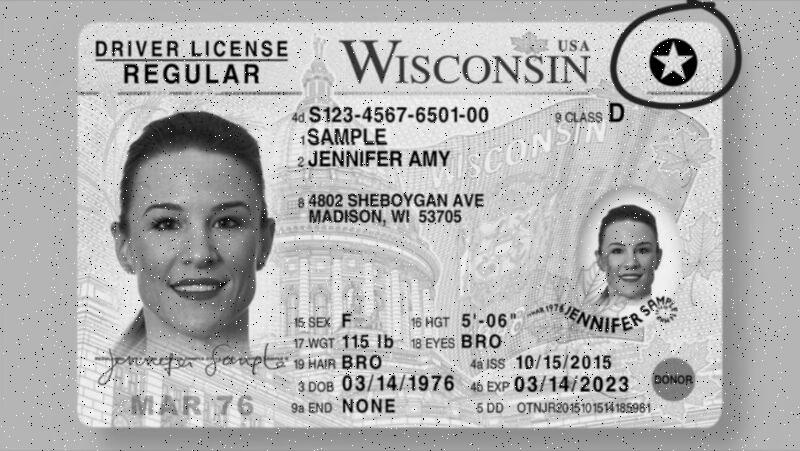 DRIVER LICENSE
REGULAR
WISCONSIN USA
4d S123-4567-6501-00
9 CLASS D
1 SAMPLE
2 JENNIFER AMY
8 4802 SHEBOYGAN AVE
MADISON, WI 53705
WISCONSIN
15 SEX F 16 HGT 5'-06"
17 WGT 115 lb 18 EYES BRO
19 HAIR BRO 4a ISS 10/15/2015
3 DOB 03/14/1976 4b EXP 03/14/2023
9a END NONE 5 DD OTNJR2015101514185981
MAR 1976 JENNIFER SAMPLE
Jennifer Sample
MAR 76
DONOR